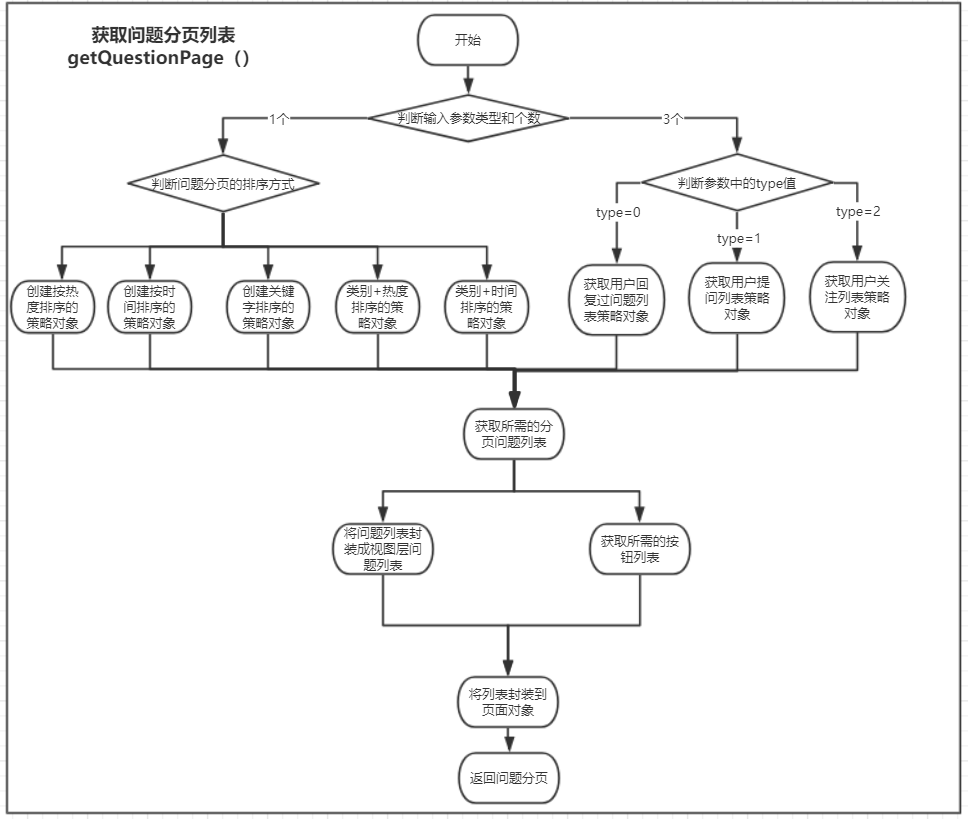 获取问题分页列表
getQuestionPage（）
开始
判断输入参数类型和个数
1个
3个
判断问题分页的排序方式
判断参数中的type值
type=0
type=1
type=2
创建按热
度排序的
策略对象
创建按时
间排序的
策略对象
创建关键
字排序的
策略对象
类别+热度
排序的策
略对象
类别+时间
排序的策
略对象
获取用户回
复过问题列
表策略对象
获取用户提
问列表策略
对象
获取用户关
注列表策略
对象
获取所需的分
页问题列表
将问题列表封
装成视图层问
题列表
获取所需的按
钮列表
将列表封装到
页面对象
返回问题分页